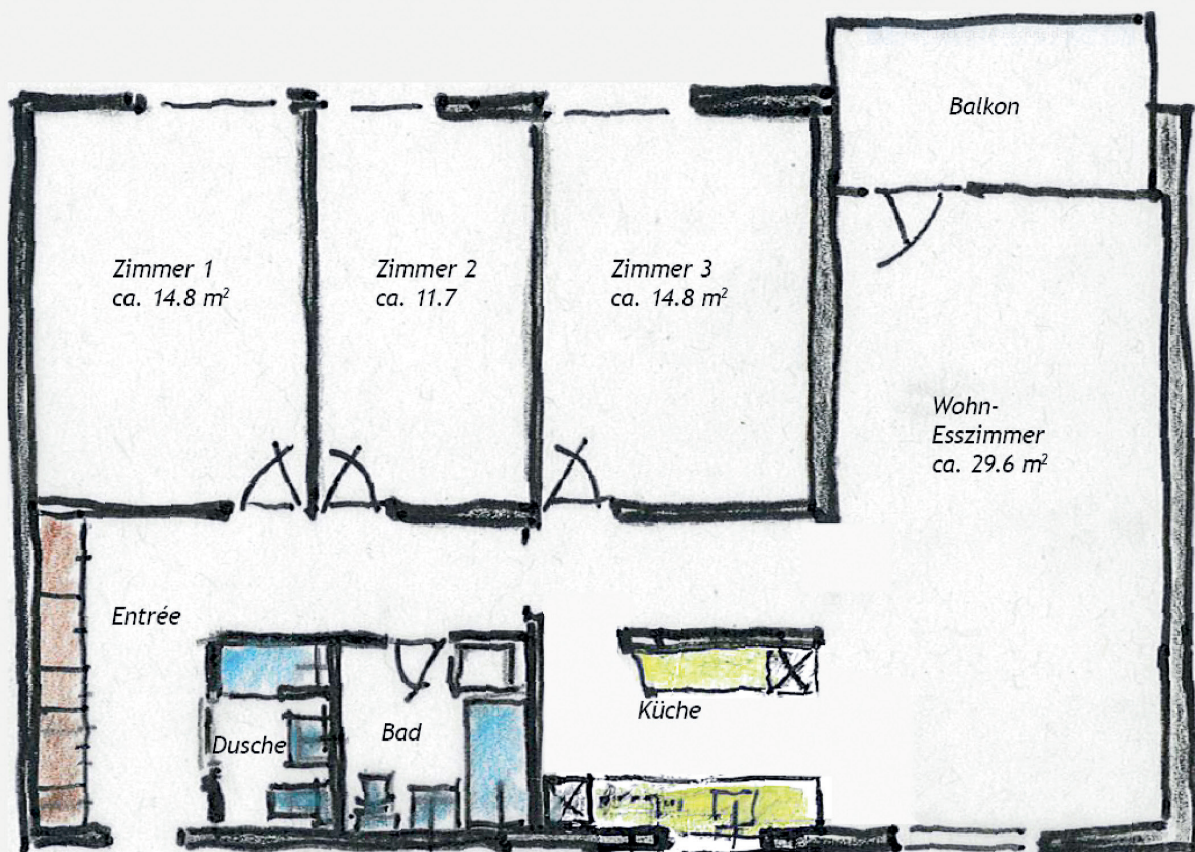 Balkon
Zimmer 1
ca. 14.8 m²
Zimmer 2
ca. 11.7
Zimmer 3
ca. 14.8 m²
Wohn-
Esszimmer
ca. 29.6 m²
Entrée
Küche
Dusche
Bad